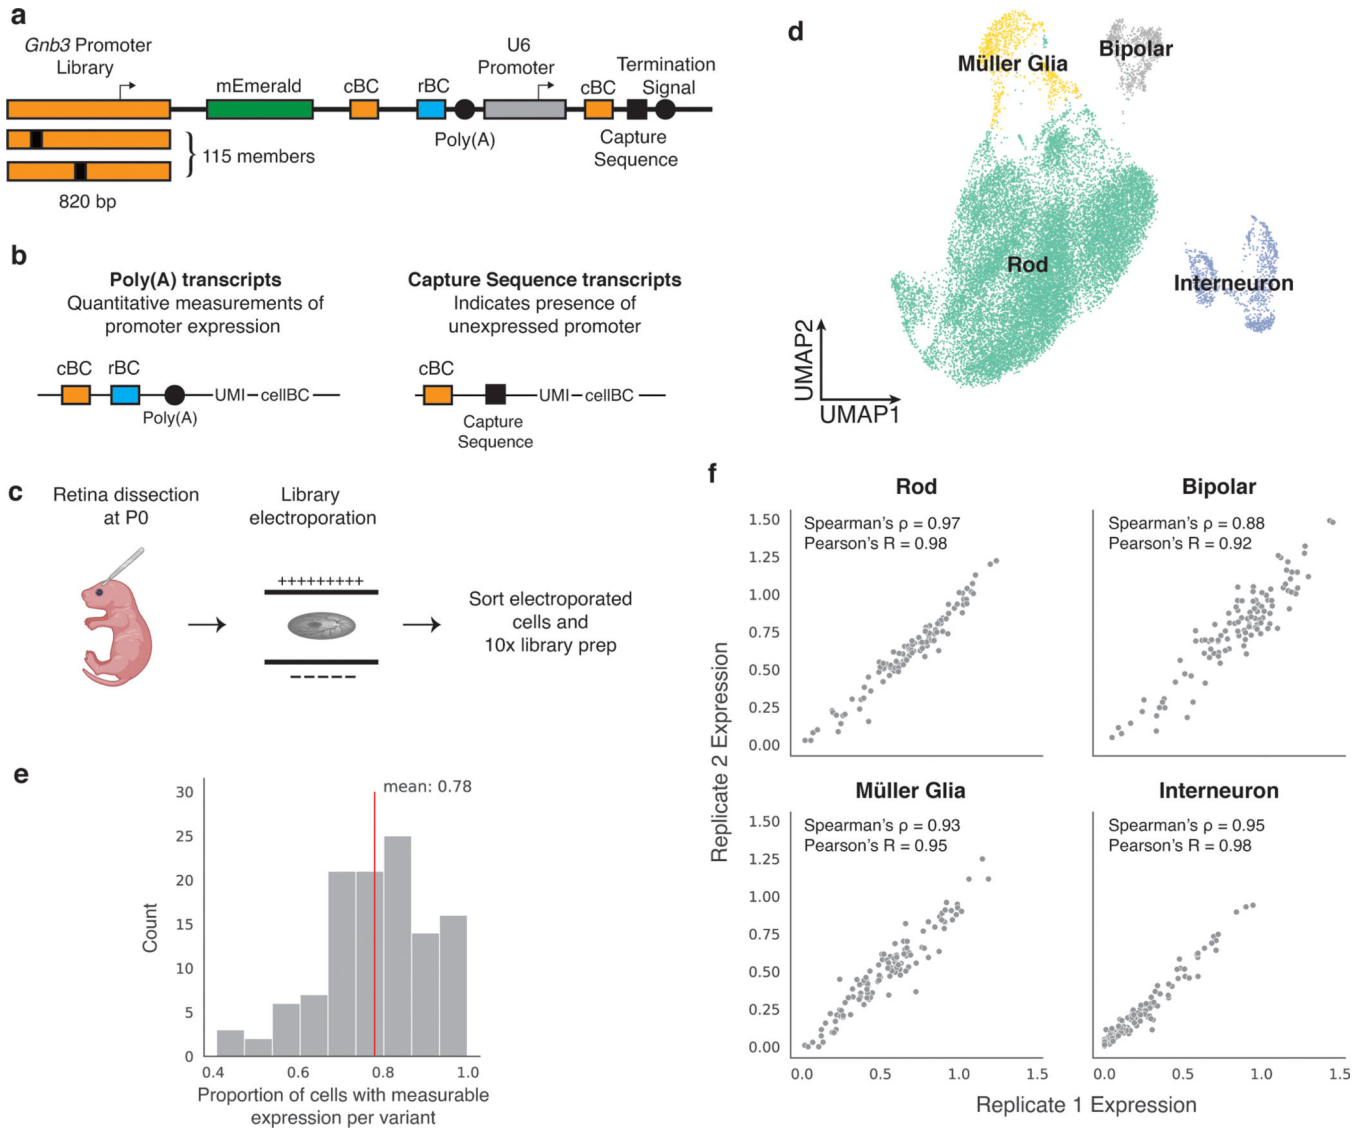 a
Gnb3 Promoter
Library
mEmerald
cBC
rBC
U6
Promoter
cBC
Termination
Signal
Poly(A)
Capture
Sequence
115 members
820 bp
b
Poly(A) transcripts
Quantitative measurements of
promoter expression
cBC
rBC
UMI
cellBC
Poly(A)
Capture Sequence transcripts
Indicates presence of
unexpressed promoter
cBC
UMI
cellBC
Capture
Sequence
c
Retina dissection
at P0
Library
electroporation
+++++++++
Sort electroporated
cells and
10x library prep
d
Müller Glia
Bipolar
Rod
Interneuron
UMAP2
UMAP1
e
mean: 0.78
Count
30
25
20
15
10
5
0
0.4
0.6
0.8
1.0
Proportion of cells with measurable
expression per variant
f
Replicate 2 Expression
Rod
Spearman's ρ = 0.97
Pearson's R = 0.98
1.50
1.25
1.00
0.75
0.50
0.25
0.00
Bipolar
Spearman's ρ = 0.88
Pearson's R = 0.92
Müller Glia
Spearman's ρ = 0.93
Pearson's R = 0.95
1.50
1.25
1.00
0.75
0.50
0.25
0.00
0.0
0.5
1.0
1.5
Interneuron
Spearman's ρ = 0.95
Pearson's R = 0.98
0.0
0.5
1.0
1.5
Replicate 1 Expression